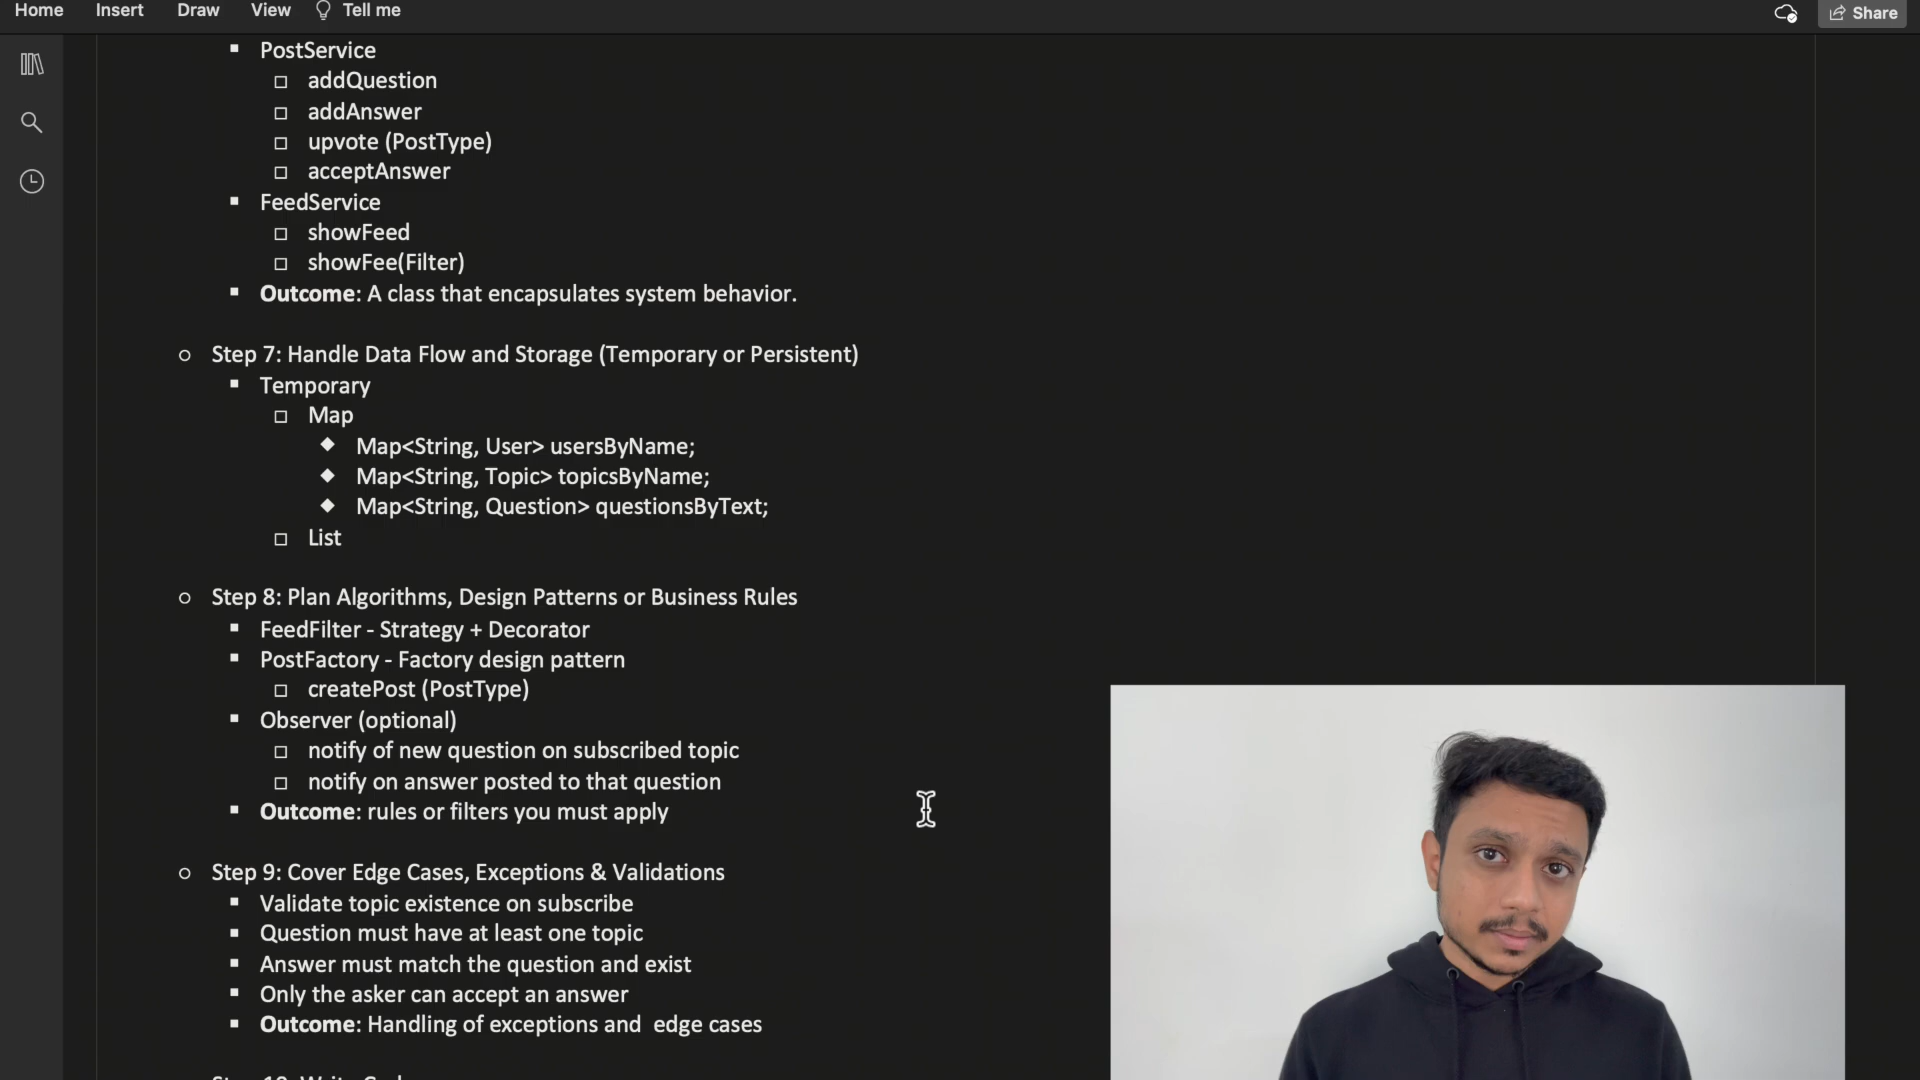 Home Insert Draw View Tell me Share
PostService
addQuestion
addAnswer
upvote (PostType)
acceptAnswer
FeedService
showFeed
showFee(Filter)
Outcome: A class that encapsulates system behavior.
Step 7: Handle Data Flow and Storage (Temporary or Persistent)
Temporary
Map
Map<String, User> usersByName;
Map<String, Topic> topicsByName;
Map<String, Question> questionsByText;
List
Step 8: Plan Algorithms, Design Patterns or Business Rules
FeedFilter - Strategy + Decorator
PostFactory - Factory design pattern
createPost (PostType)
Observer (optional)
notify of new question on subscribed topic
notify on answer posted to that question
Outcome: rules or filters you must apply
Step 9: Cover Edge Cases, Exceptions & Validations
Validate topic existence on subscribe
Question must have at least one topic
Answer must match the question and exist
Only the asker can accept an answer
Outcome: Handling of exceptions and  edge cases